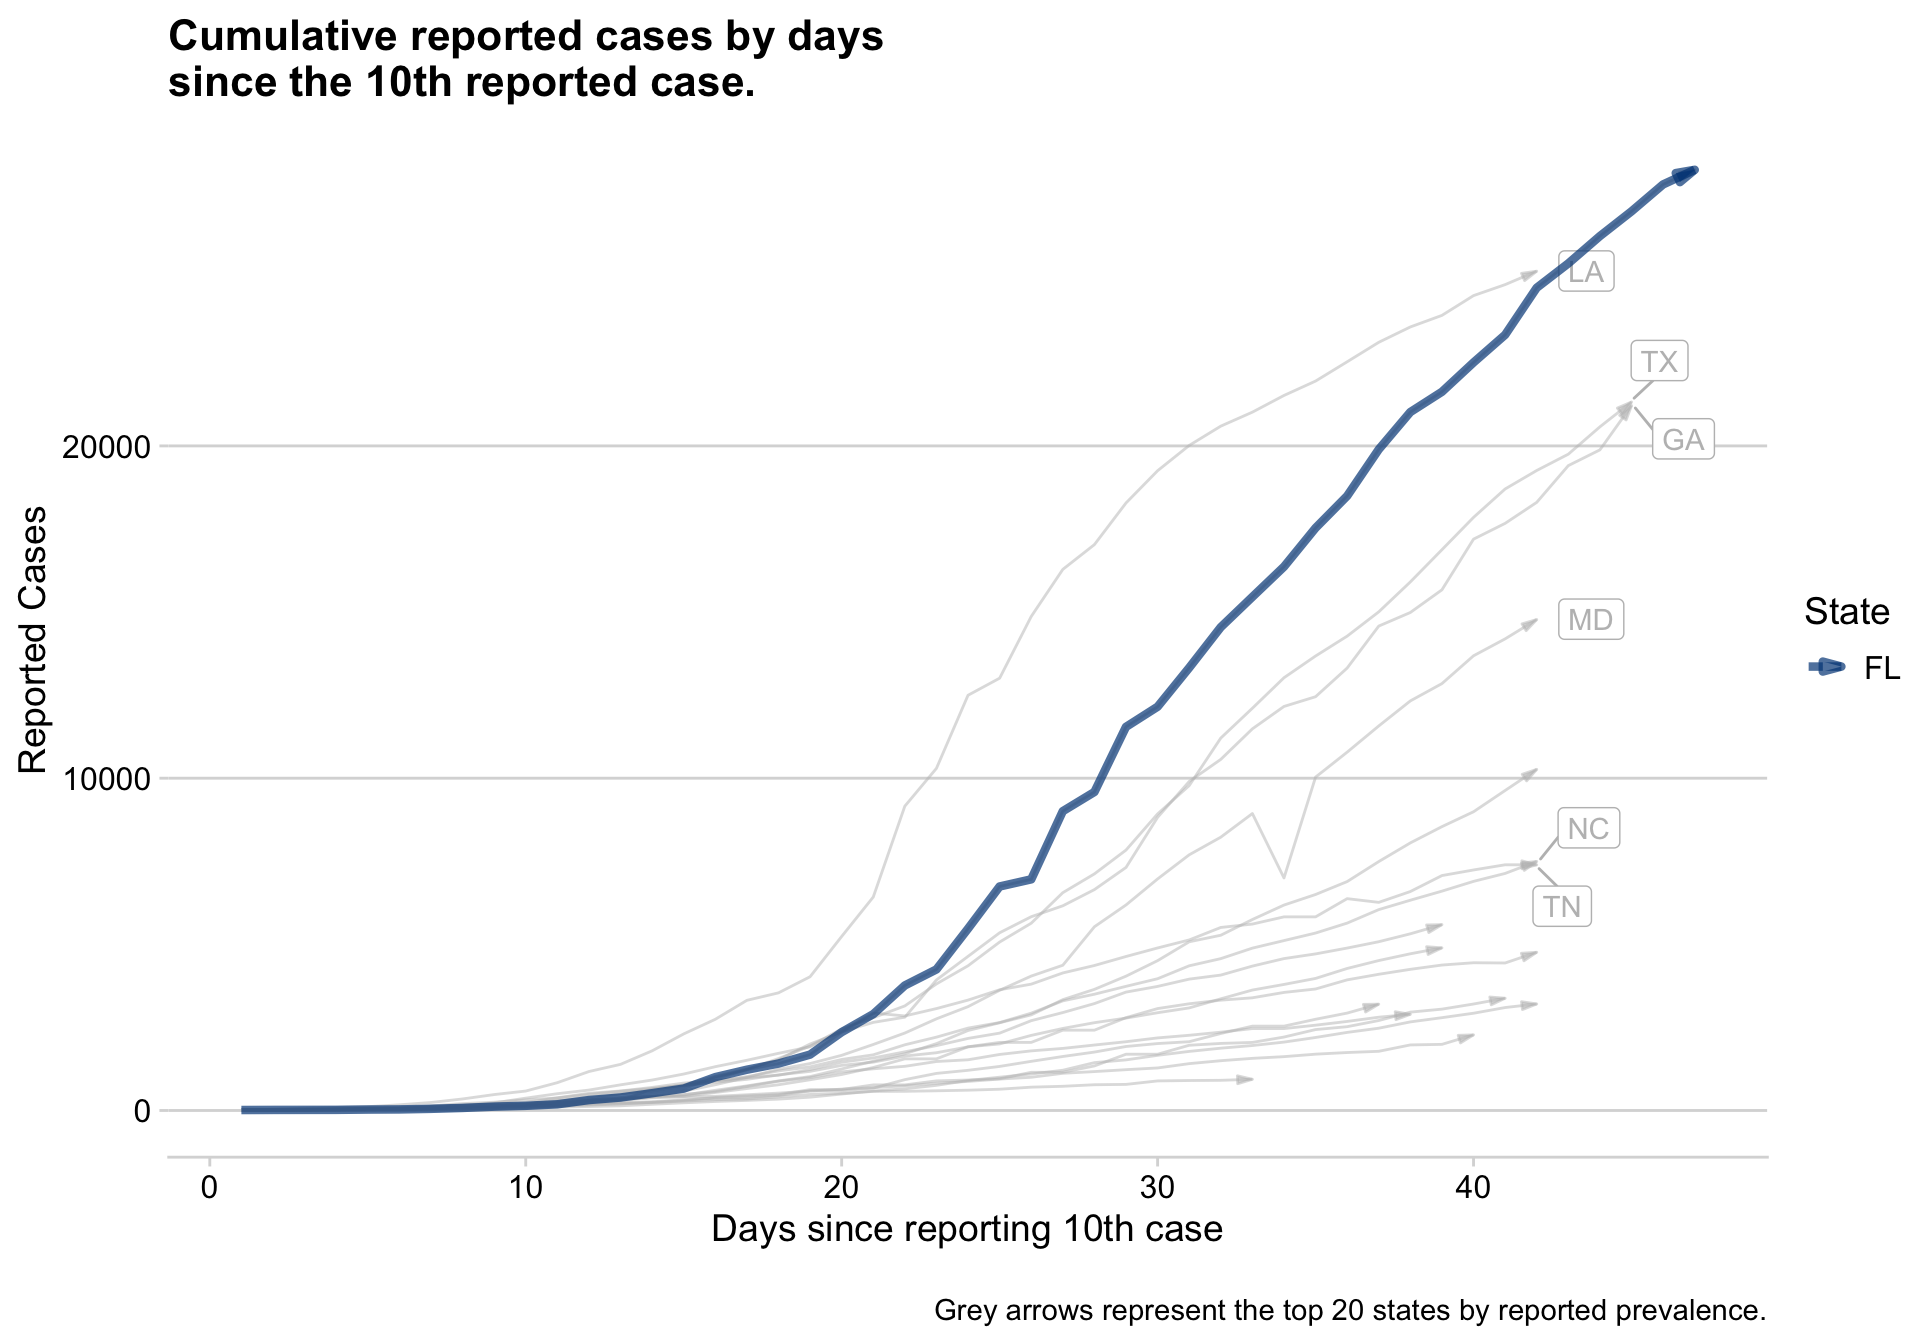 Cumulative reported cases by days
since the 10th reported case.
LA
TX
GA
MD
NC
TN
20000
10000
0
Reported Cases
0 10 20 30 40
Days since reporting 10th case
State
FL
Grey arrows represent the top 20 states by reported prevalence.